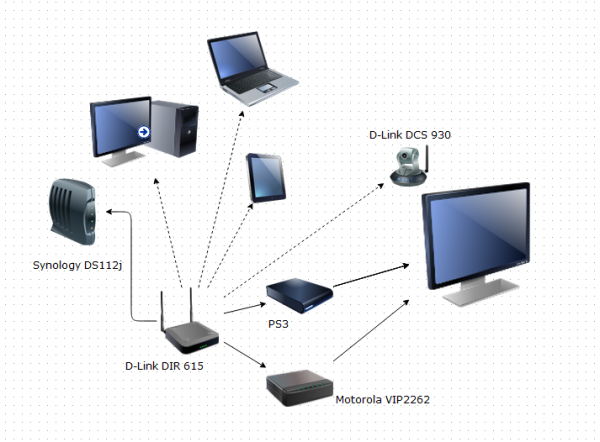 D-Link DCS 930
Synology DS112j
PS3
D-Link DIR 615
Motorola VIP2262